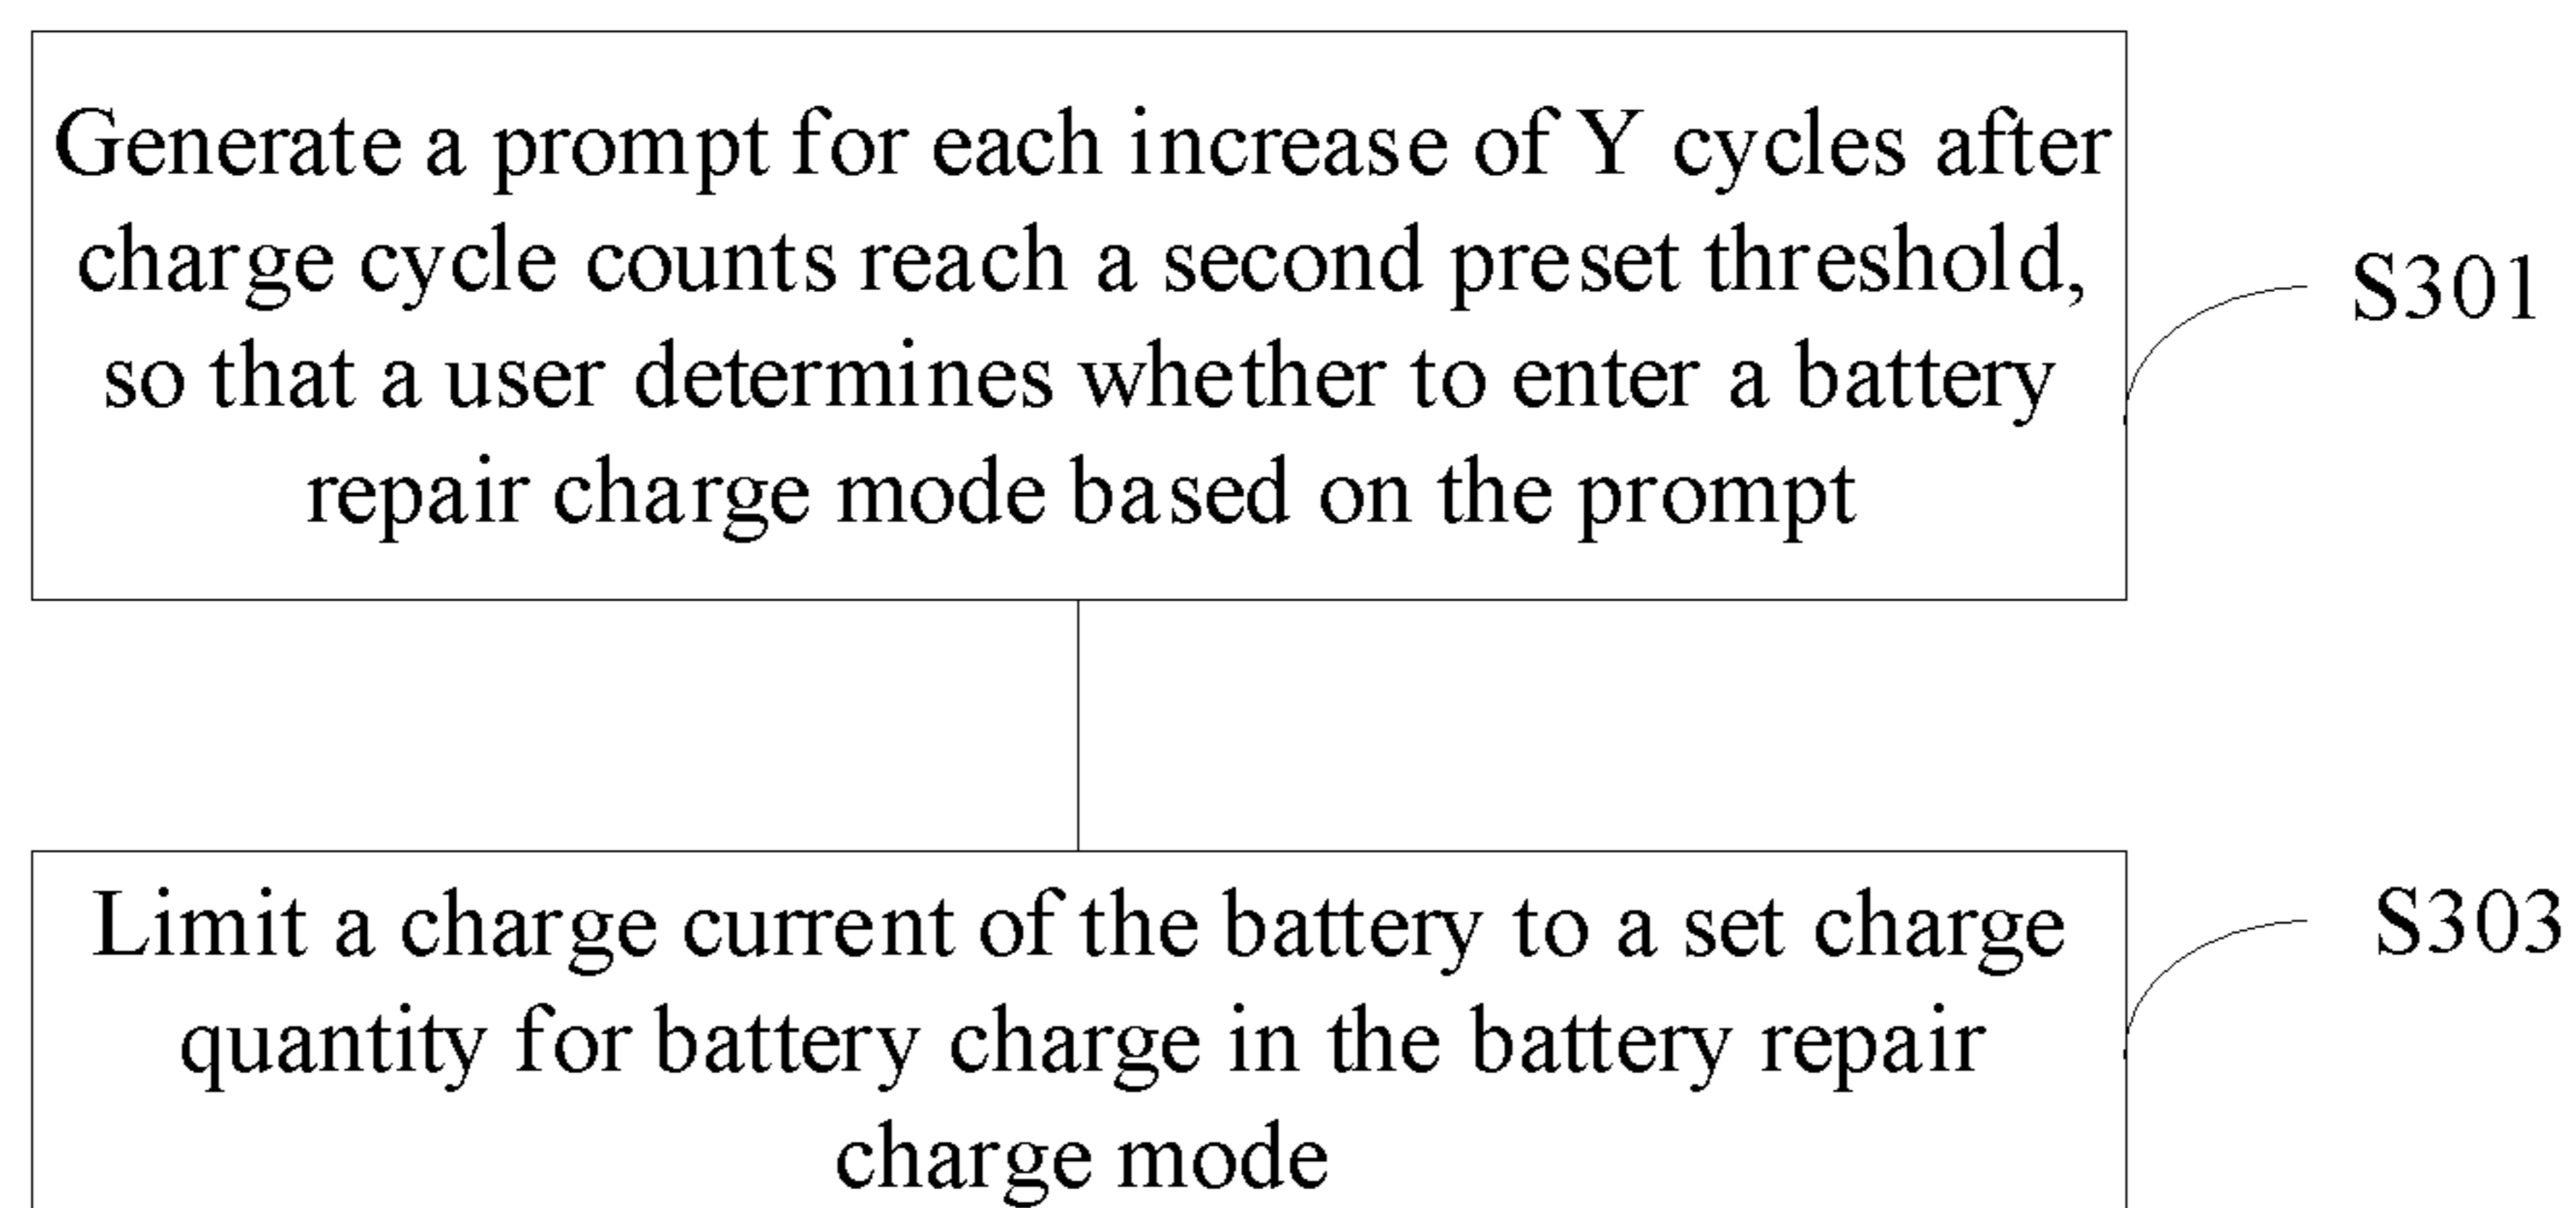 Generate a prompt for each increase of Y cycles after
charge cycle counts reach a second preset threshold,
so that a user determines whether to enter a battery
repair charge mode based on the prompt
S301
Limit a charge current of the battery to a set charge
quantity for battery charge in the battery repair
charge mode
S303